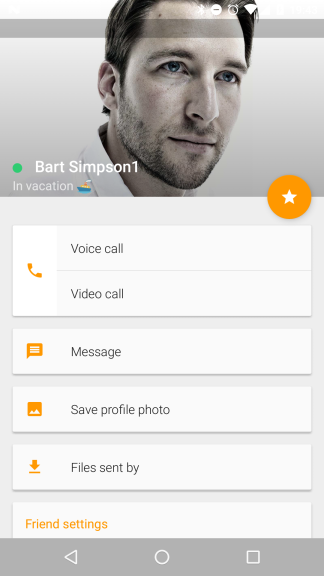 Bart Simpson1
In vacation 🚤
Voice call
Video call
Message
Save profile photo
Files sent by
Friend settings